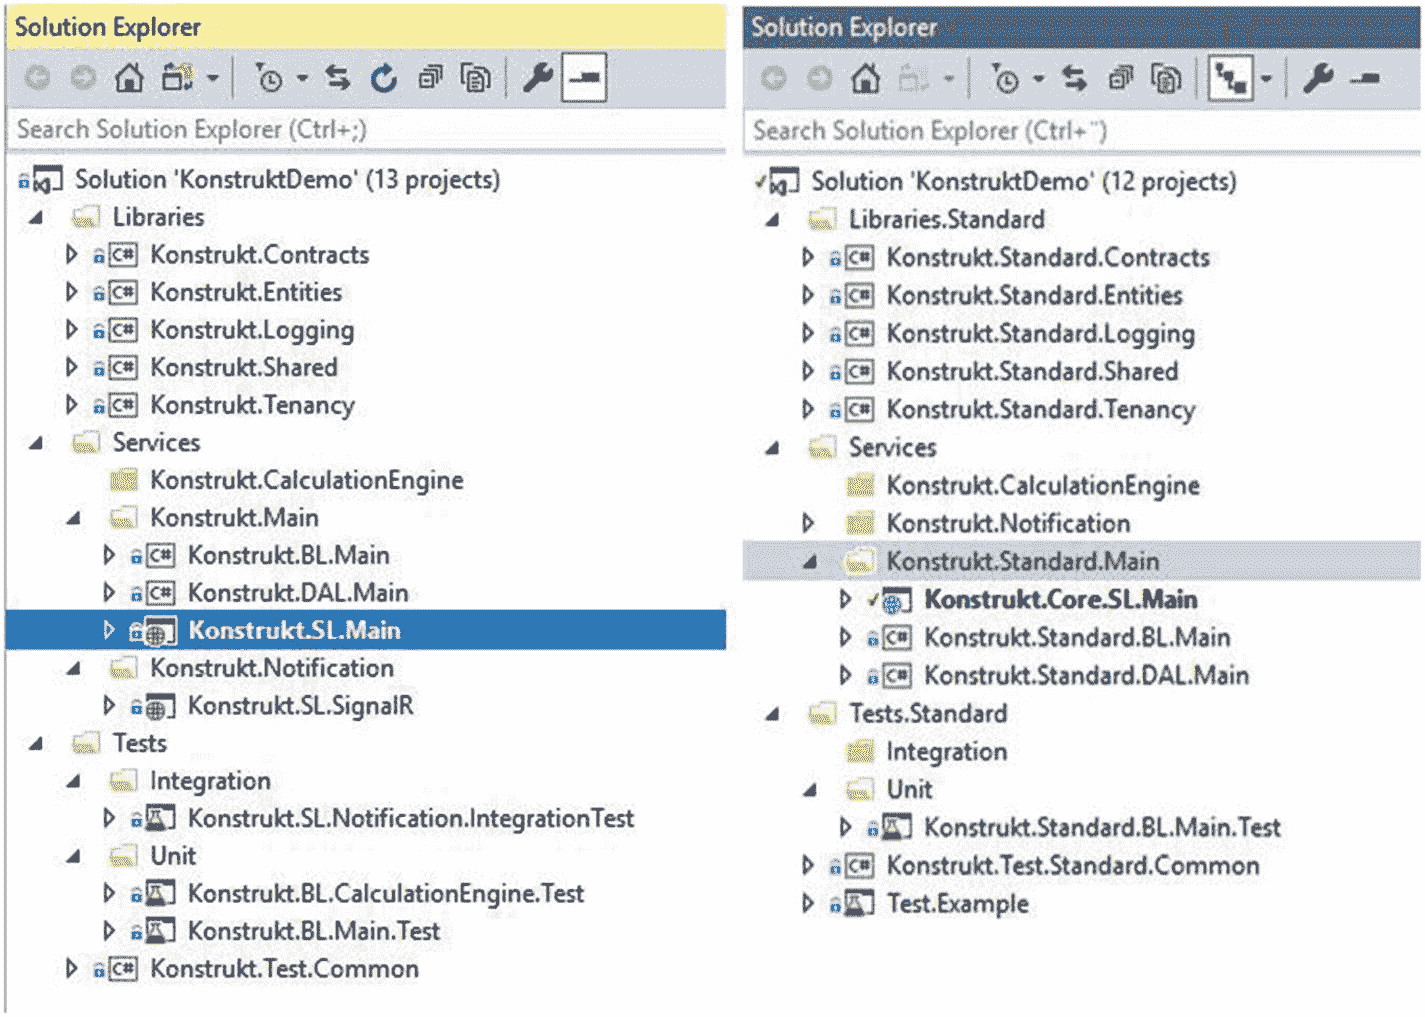 Solution Explorer
Search Solution Explorer (Ctrl+;)
Solution 'KonstruktDemo' (13 projects)
Libraries
C# Konstrukt.Contracts
C# Konstrukt.Entities
C# Konstrukt.Logging
C# Konstrukt.Shared
C# Konstrukt.Tenancy
Services
Konstrukt.CalculationEngine
Konstrukt.Main
C# Konstrukt.BL.Main
C# Konstrukt.DAL.Main
Konstrukt.SL.Main
Konstrukt.Notification
Konstrukt.SL.SignalR
Tests
Integration
Konstrukt.SL.Notification.IntegrationTest
Unit
Konstrukt.BL.CalculationEngine.Test
Konstrukt.BL.Main.Test
C# Konstrukt.Test.Common
Solution Explorer
Search Solution Explorer (Ctrl+¨)
Solution 'KonstruktDemo' (12 projects)
Libraries.Standard
C# Konstrukt.Standard.Contracts
C# Konstrukt.Standard.Entities
C# Konstrukt.Standard.Logging
C# Konstrukt.Standard.Shared
C# Konstrukt.Standard.Tenancy
Services
Konstrukt.CalculationEngine
Konstrukt.Notification
Konstrukt.Standard.Main
Konstrukt.Core.SL.Main
C# Konstrukt.Standard.BL.Main
C# Konstrukt.Standard.DAL.Main
Tests.Standard
Integration
Unit
Konstrukt.Standard.BL.Main.Test
C# Konstrukt.Test.Standard.Common
Test.Example